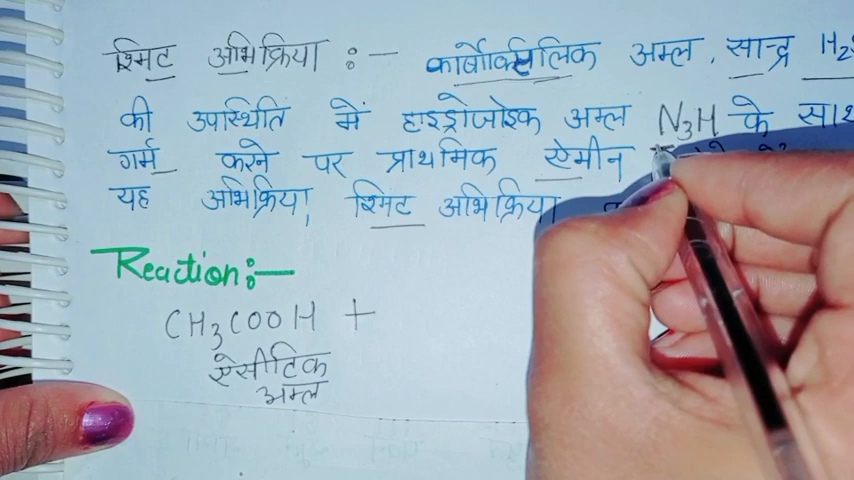 श्मिट अभिक्रिया :- कार्बोक्सिलिक अम्ल, सान्द्र
की उपस्थिति में हाइड्रोजोइक अम्ल N₃H के साथ
गर्म करने पर प्राथमिक ऐमीन
यह अभिक्रिया, श्मिट अभिक्रिया
Reaction:-
CH₃COOH +
ऐसीटिक
अम्ल